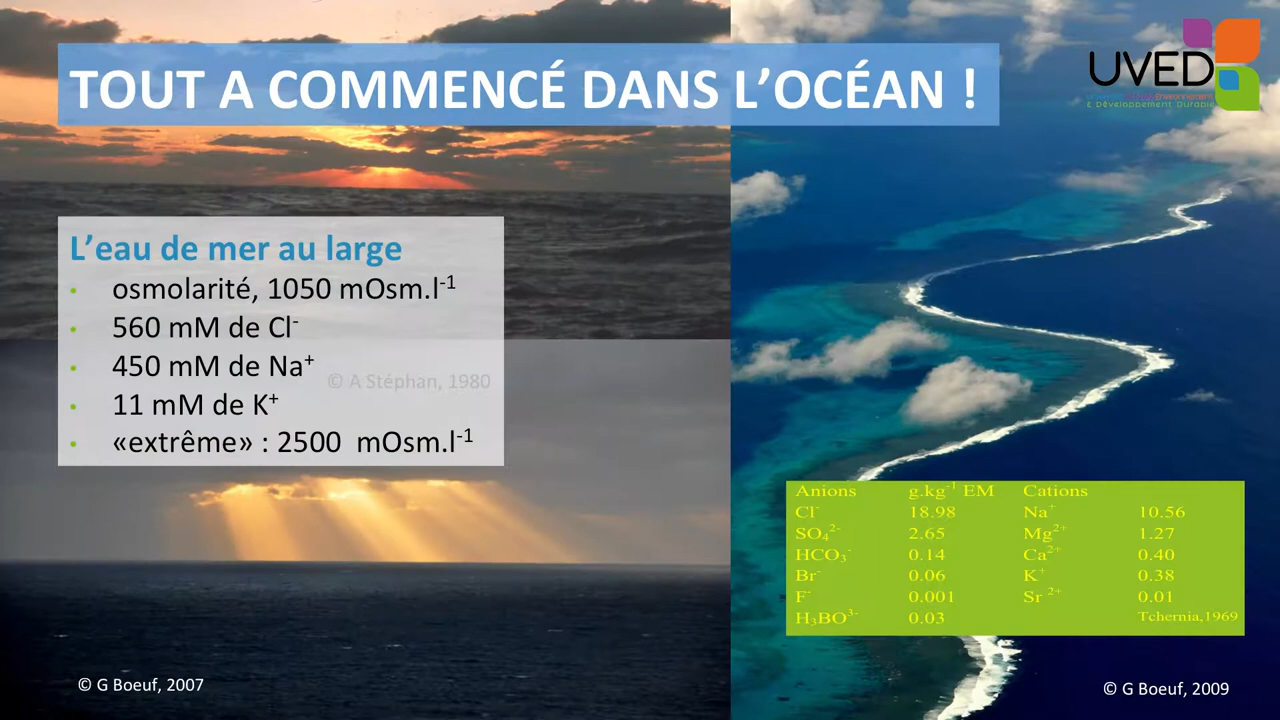 TOUT A COMMENCÉ DANS L’OCÉAN !
UVED
& Développement Durable
L’eau de mer au large
• osmolarité, 1050 mOsm.l-1
• 560 mM de Cl-
• 450 mM de Na+
• 11 mM de K+
• «extrême» : 2500 mOsm.l-1
© A Stéphan, 1980
Anions g.kg-1 EM Cations
Cl- 18.98 Na+ 10.56
SO42- 2.65 Mg2+ 1.27
HCO3- 0.14 Ca2+ 0.40
Br- 0.06 K+ 0.38
F- 0.001 Sr 2+ 0.01
H3BO3- 0.03 Tchernia,1969
© G Boeuf, 2007
© G Boeuf, 2009